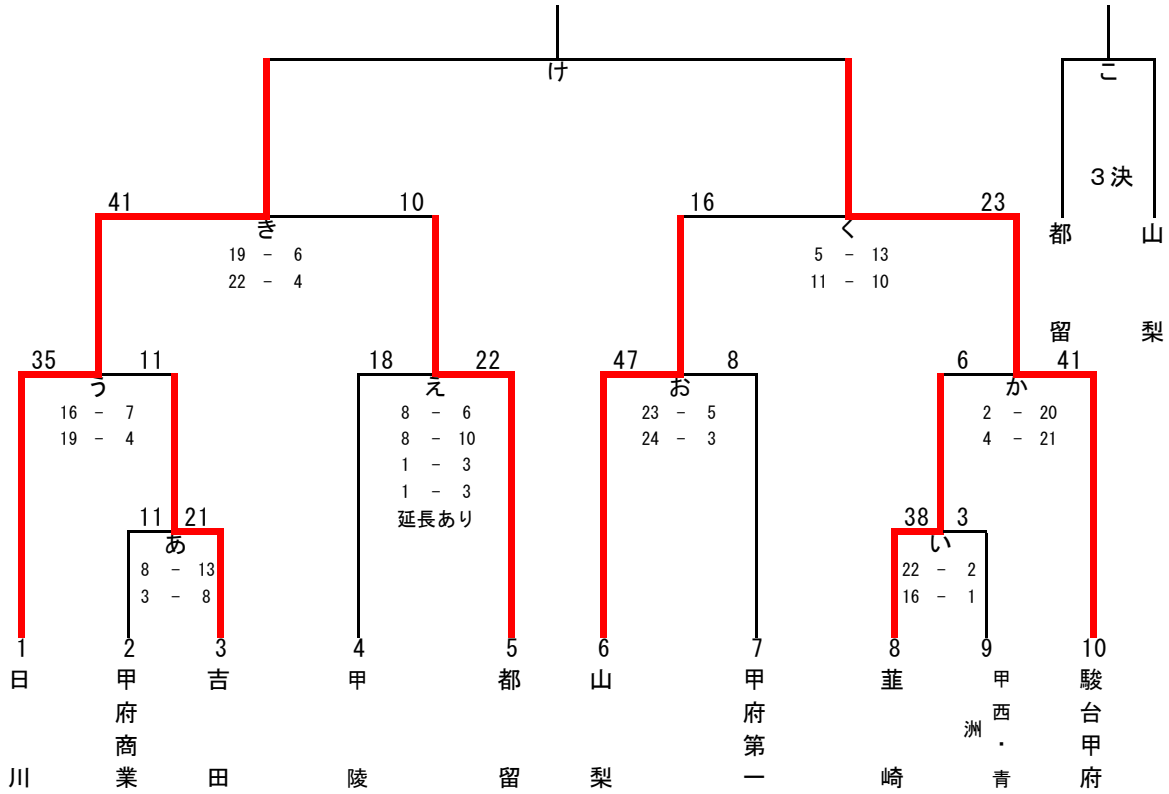 け
こ
3決
41 10
き
19 - 6
22 - 4
16 23
く
5 - 13
11 - 10
都留
山梨
35 11
う
16 - 7
19 - 4
18 22
え
8 - 6
8 - 10
1 - 3
1 - 3
延長あり
47 8
お
23 - 5
24 - 3
6 41
か
2 - 20
4 - 21
11 21
あ
8 - 13
3 - 8
38 3
い
22 - 2
16 - 1
1 2 3 4 5 6 7 8 9 10
日川
甲府商業
吉田
甲陵
都留
山梨
甲府第一
韮崎
甲西・青
洲
駿台甲府